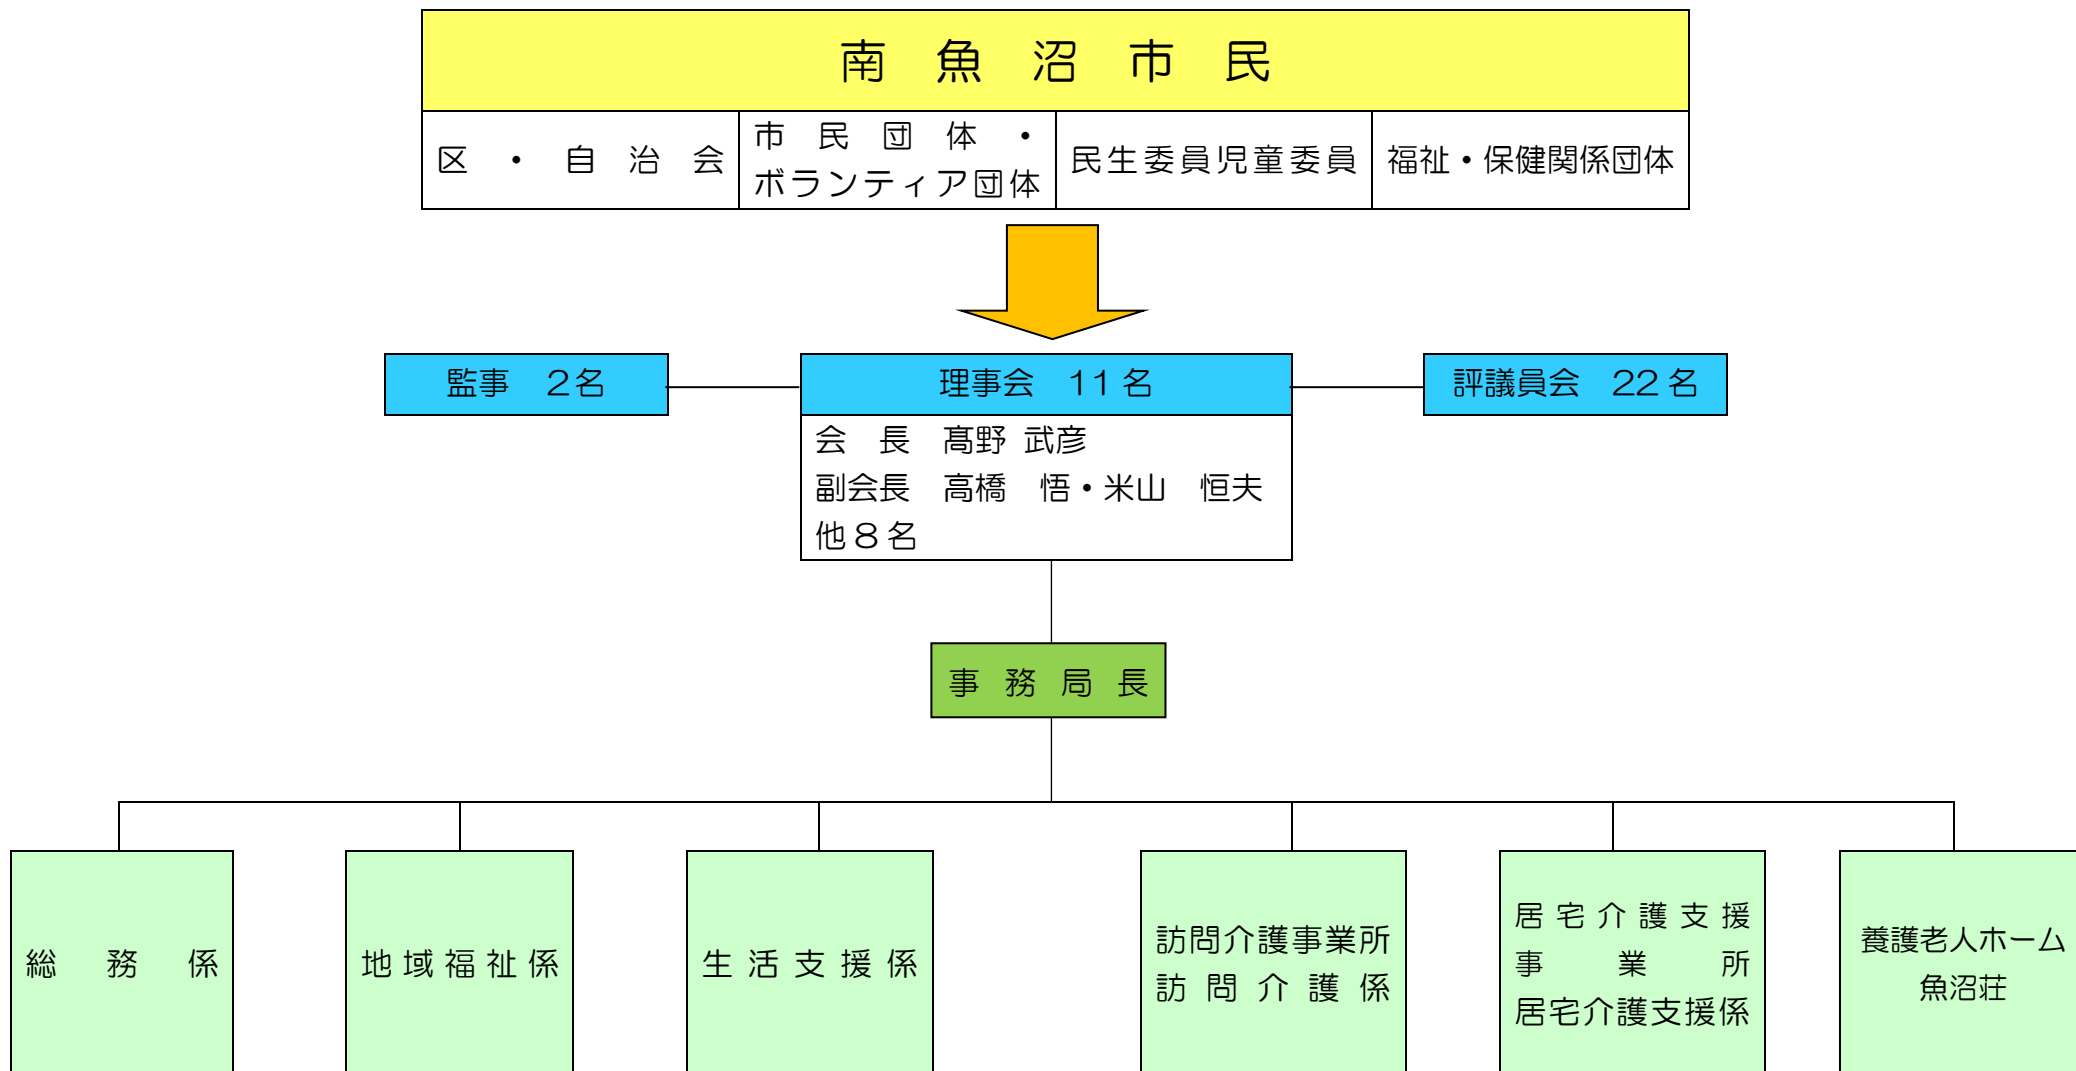 南魚沼市民
区・自治会
市民団体・
ボランティア団体
民生委員児童委員
福祉・保健関係団体
監事　２名
理事会　11名
評議員会　22名
会　長　髙野 武彦
副会長　高橋　悟・米山　恒夫
他８名
事務局長
総務係
地域福祉係
生活支援係
訪問介護事業所
訪問介護係
居宅介護支援
事業所
居宅介護支援係
養護老人ホーム
魚沼荘